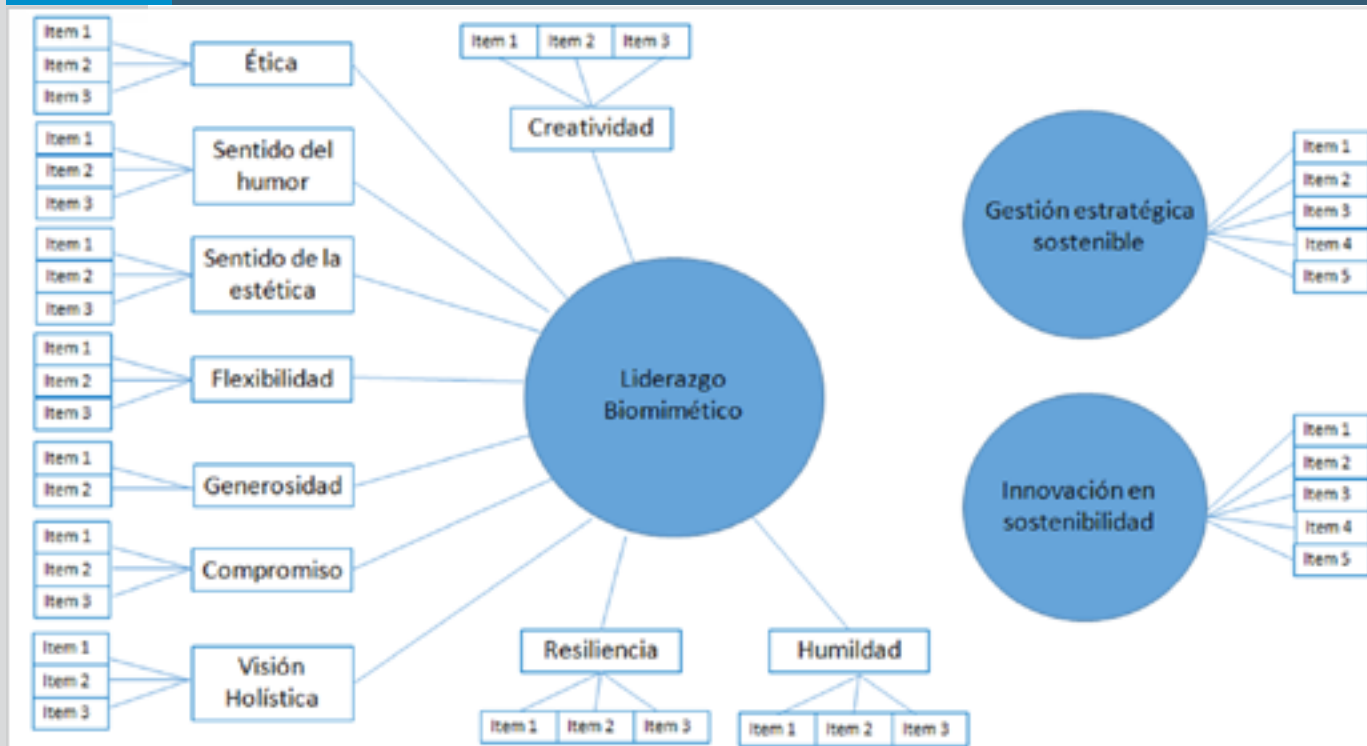 Item 1
Item 2
Item 3
Ética
Item 1
Item 2
Item 3
Sentido del
humor
Item 1
Item 2
Item 3
Sentido de la
estética
Item 1
Item 2
Item 3
Flexibilidad
Item 1
Item 2
Generosidad
Item 1
Item 2
Item 3
Compromiso
Item 1
Item 2
Item 3
Visión
Holística
Item 1 Item 2 Item 3
Creatividad
Liderazgo
Biomimético
Resiliencia
Item 1 Item 2 Item 3
Humildad
Item 1 Item 2 Item 3
Gestión estratégica
sostenible
Item 1
Item 2
Item 3
Item 4
Item 5
Innovación en
sostenibilidad
Item 1
Item 2
Item 3
Item 4
Item 5